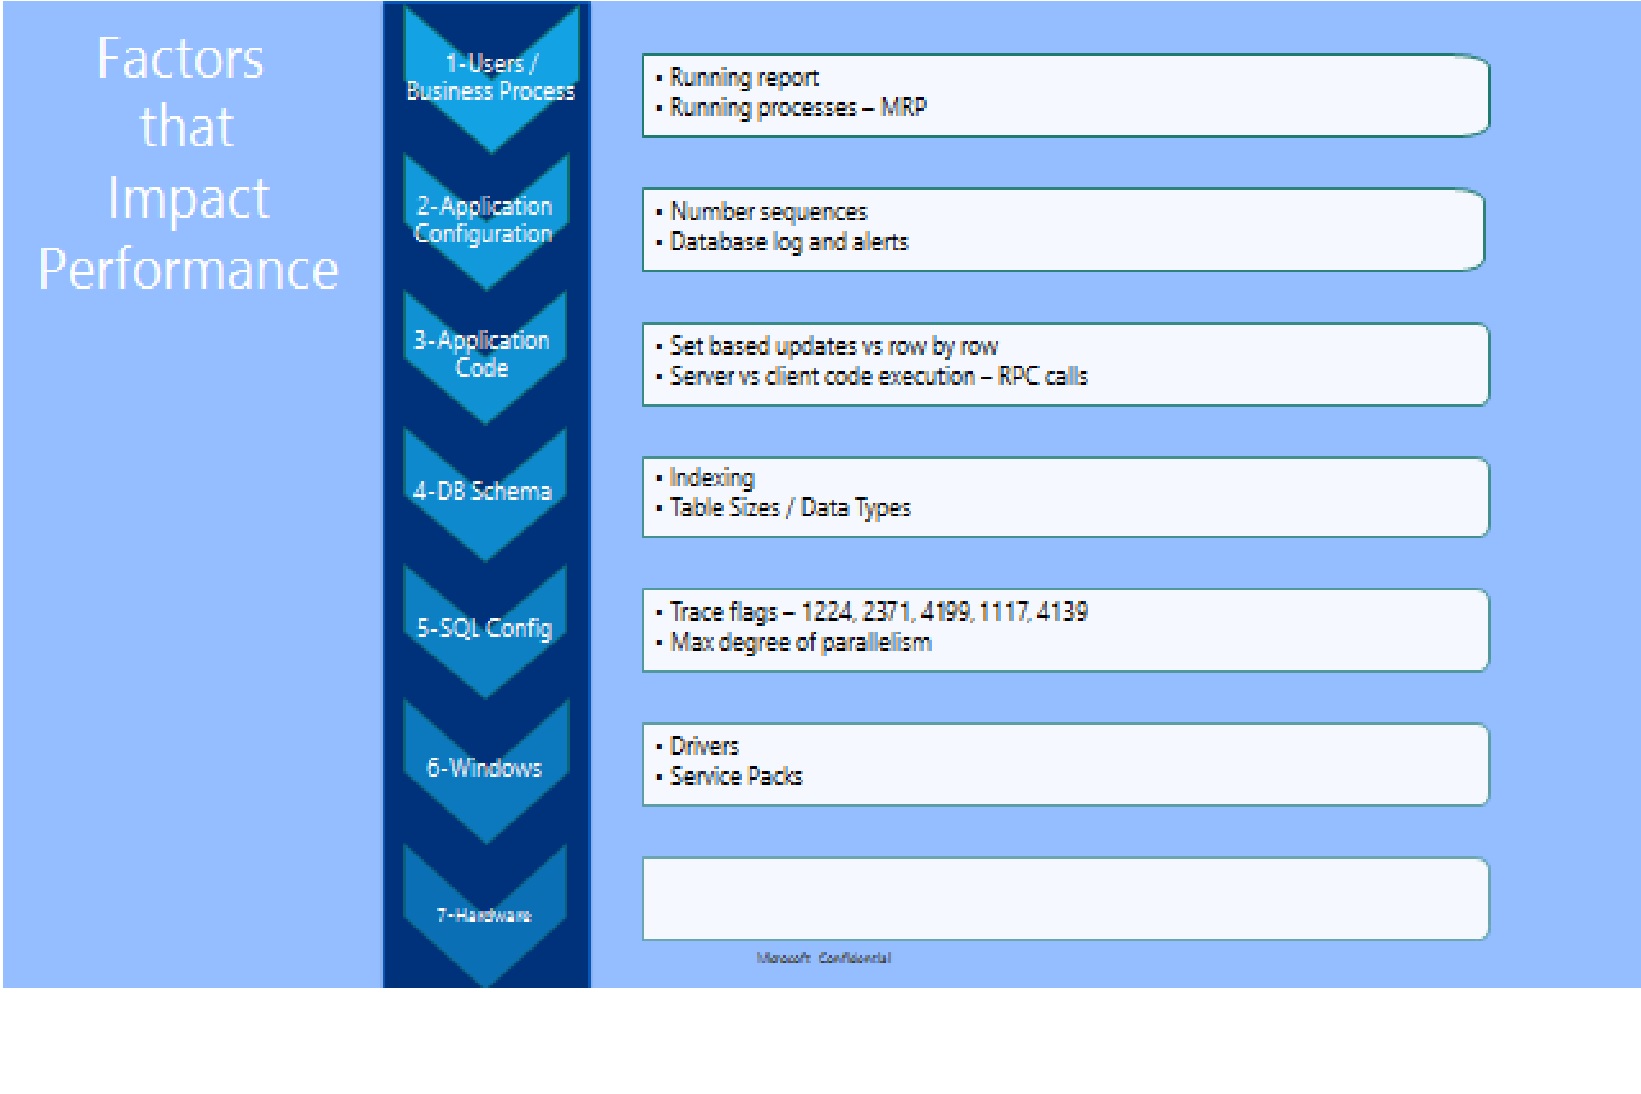 Factors
that
Impact
Performance
1-Users /
Business Process
• Running report
• Running processes – MRP
2-Application
Configuration
• Number sequences
• Database log and alerts
3-Application
Code
• Set based updates vs row by row
• Server vs client code execution – RPC calls
4-DB Schema
• Indexing
• Table Sizes / Data Types
5-SQL Config
• Trace flags – 1224, 2371, 4199, 1117, 4139
• Max degree of parallelism
6-Windows
• Drivers
• Service Packs
7-Hardware
Microsoft Confidential